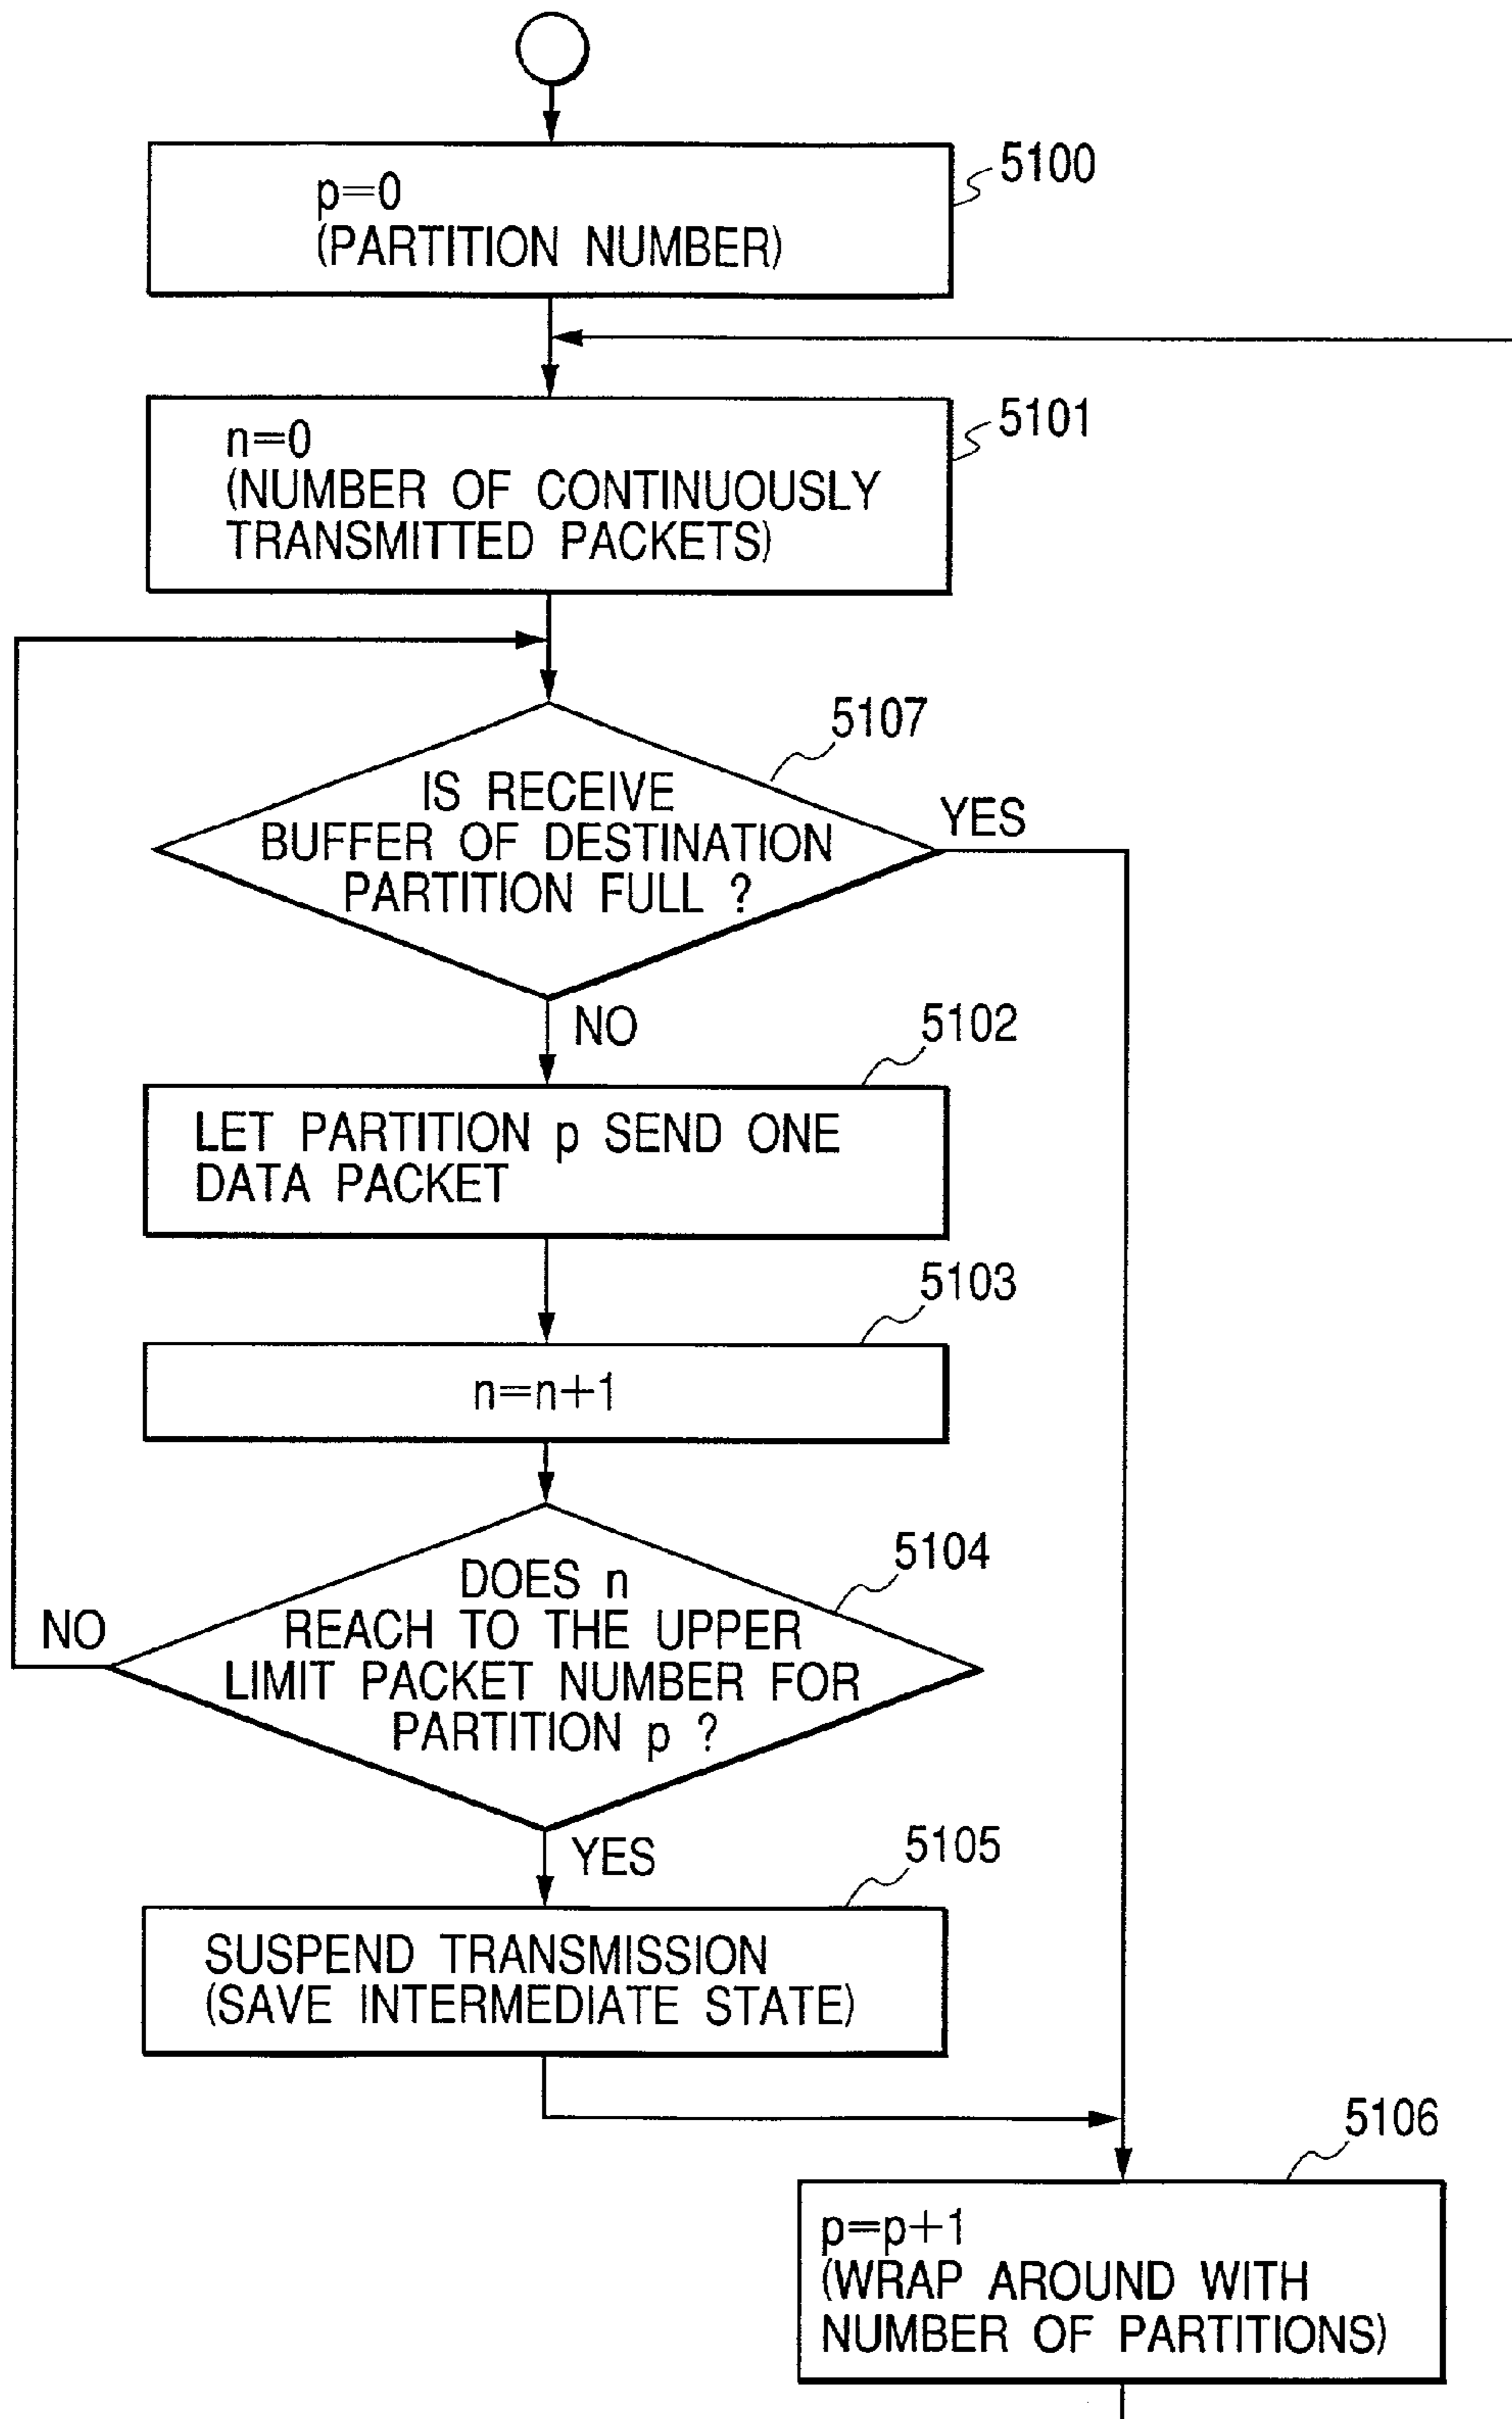 5100
p=0
(PARTITION NUMBER)
5101
n=0
(NUMBER OF CONTINUOUSLY
TRANSMITTED PACKETS)
5107
IS RECEIVE
BUFFER OF DESTINATION
PARTITION FULL ?
YES
NO
5102
LET PARTITION p SEND ONE
DATA PACKET
5103
n=n+1
5104
DOES n
REACH TO THE UPPER
LIMIT PACKET NUMBER FOR
PARTITION p ?
NO
YES
5105
SUSPEND TRANSMISSION
(SAVE INTERMEDIATE STATE)
5106
p=p+1
(WRAP AROUND WITH
NUMBER OF PARTITIONS)